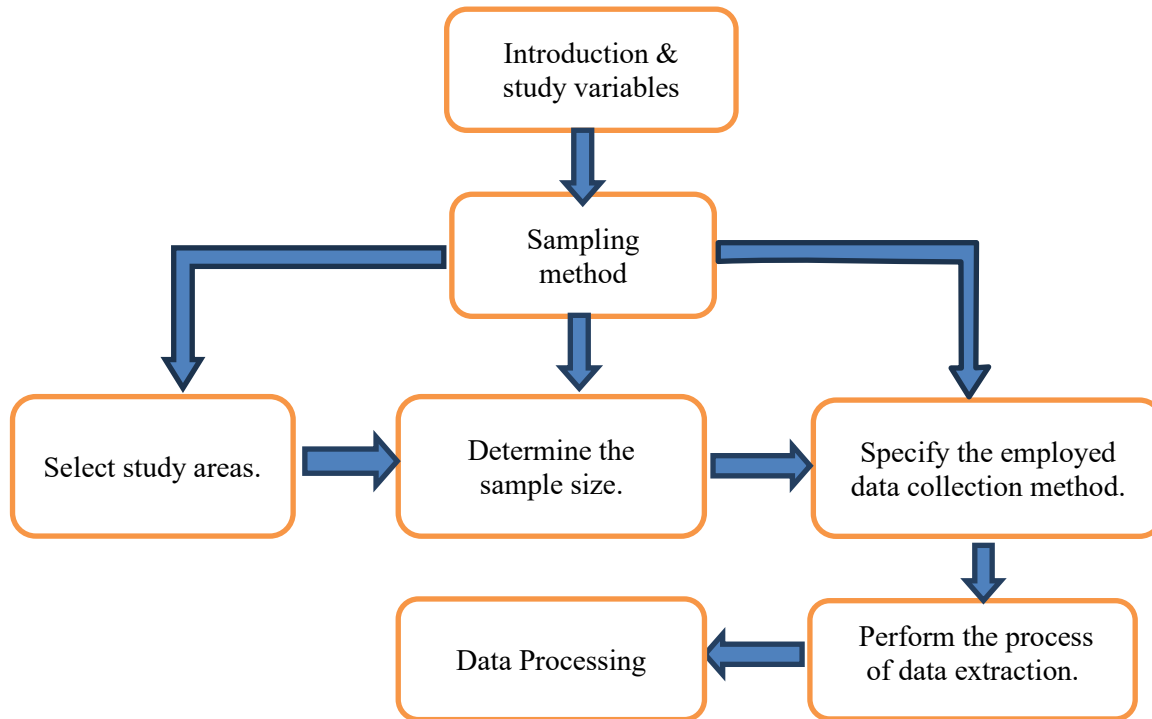 Introduction &
study variables
Sampling
method
Select study areas.
Determine the
sample size.
Specify the employed
data collection method.
Data Processing
Perform the process
of data extraction.